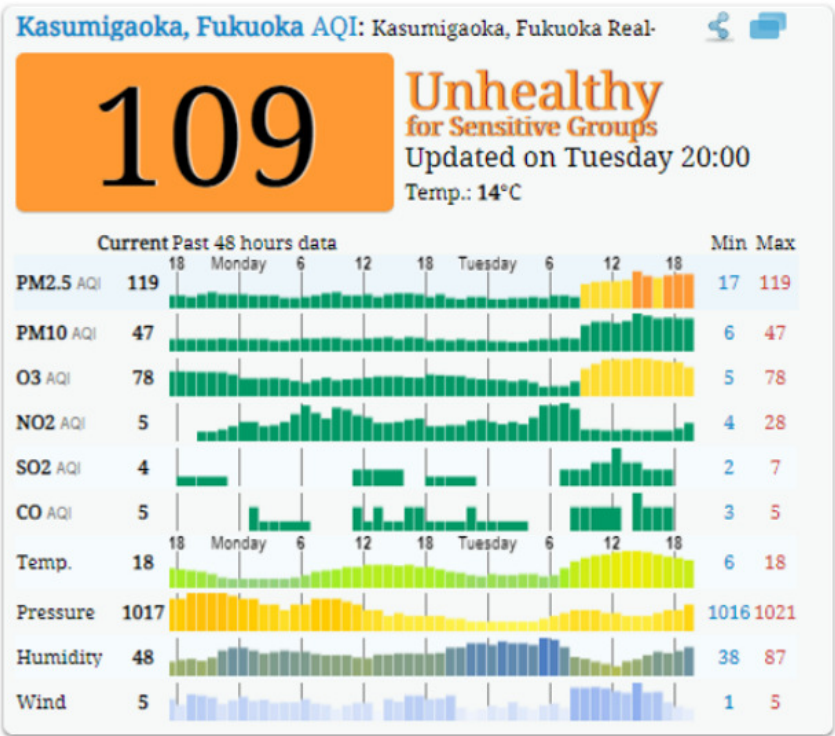 Kasumigaoka, Fukuoka AQI: Kasumigaoka, Fukuoka Real-
109
Unhealthy
for Sensitive Groups
Updated on Tuesday 20:00
Temp.: 14°C
Current Past 48 hours data Min Max
18 Monday 6 12 18 Tuesday 6 12 18
PM2.5 AQI 119 17 119
PM10 AQI 47 6 47
O3 AQI 78 5 78
NO2 AQI 5 4 28
SO2 AQI 4 2 7
CO AQI 5 3 5
18 Monday 6 12 18 Tuesday 6 12 18
Temp. 18 6 18
Pressure 1017 1016 1021
Humidity 48 38 87
Wind 5 1 5